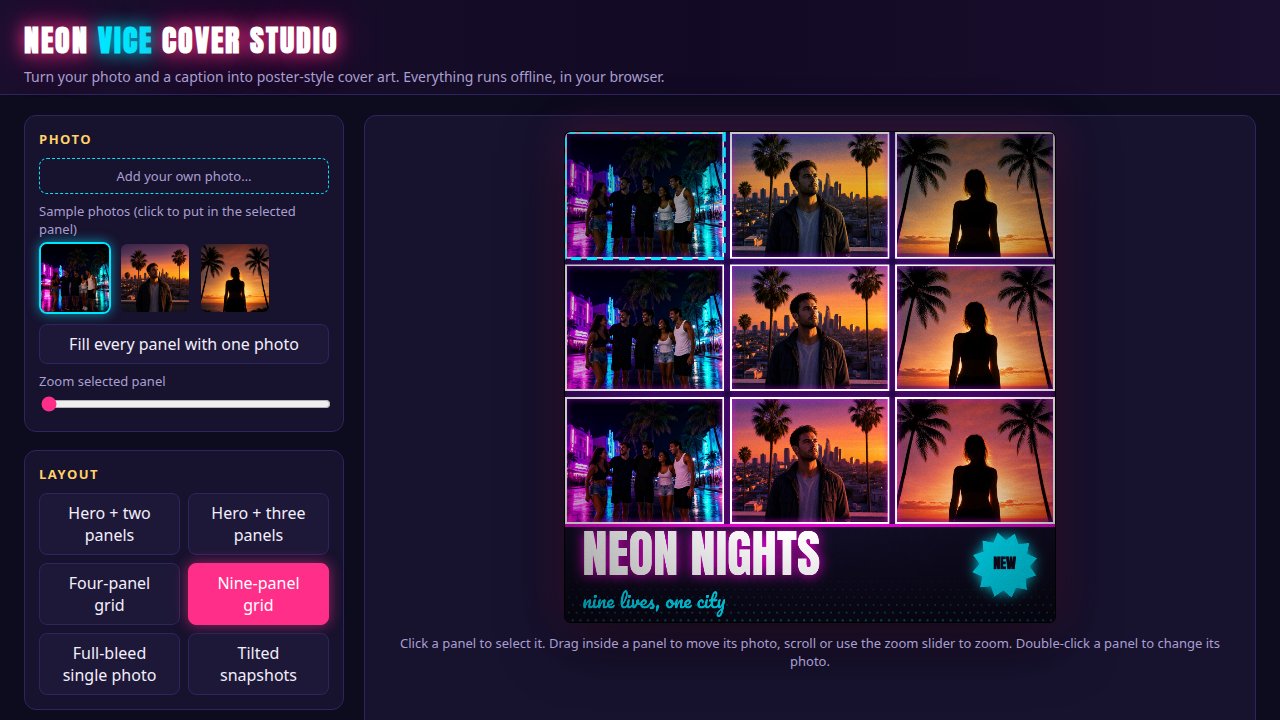 NEON VICE COVER STUDIO
Turn your photo and a caption into poster-style cover art. Everything runs offline, in your browser.
PHOTO
Add your own photo...
Sample photos (click to put in the selected
panel)
Fill every panel with one photo
Zoom selected panel
LAYOUT
Hero + two
panels
Hero + three
panels
Four-panel
grid
Nine-panel
grid
Full-bleed
single photo
Tilted
snapshots
NEON NIGHTS
nine lives, one city
NEW
Click a panel to select it. Drag inside a panel to move its photo, scroll or use the zoom slider to zoom. Double-click a panel to change its
photo.